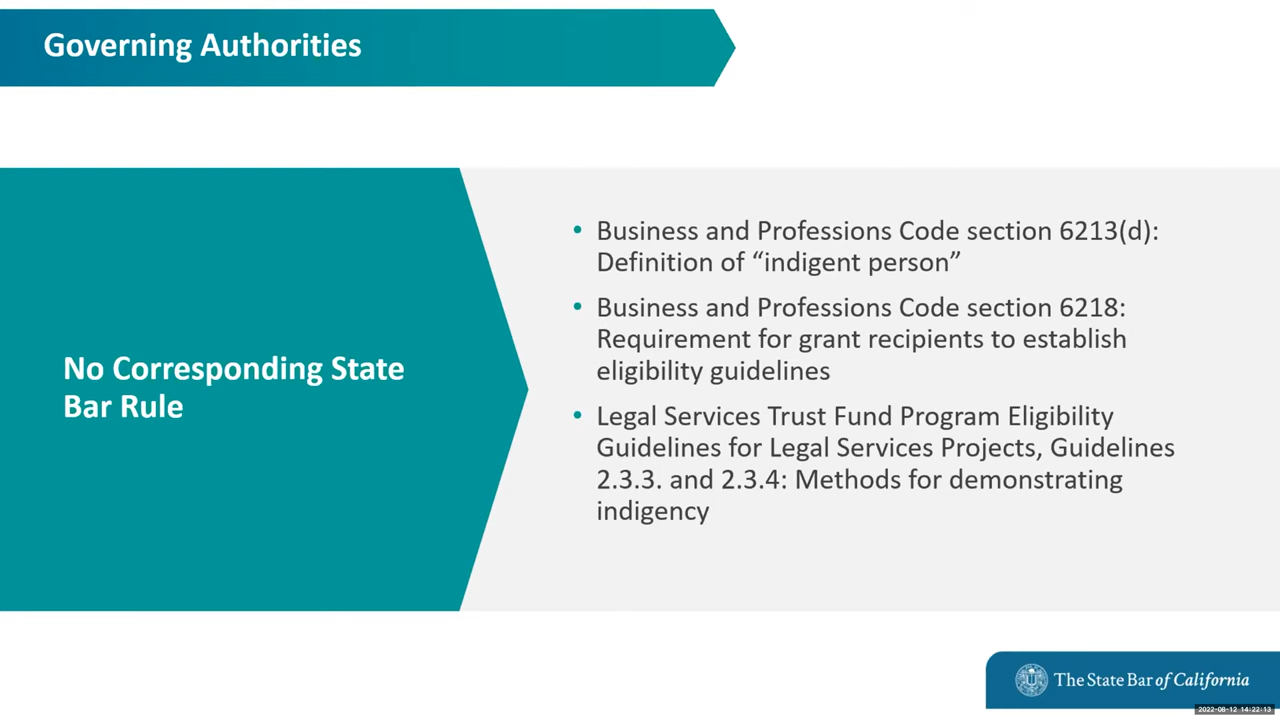 Governing Authorities
No Corresponding State
Bar Rule
• Business and Professions Code section 6213(d):
Definition of “indigent person”
• Business and Professions Code section 6218:
Requirement for grant recipients to establish
eligibility guidelines
• Legal Services Trust Fund Program Eligibility
Guidelines for Legal Services Projects, Guidelines
2.3.3. and 2.3.4: Methods for demonstrating
indigency
The State Bar of California
2022-08-12 14:22:13